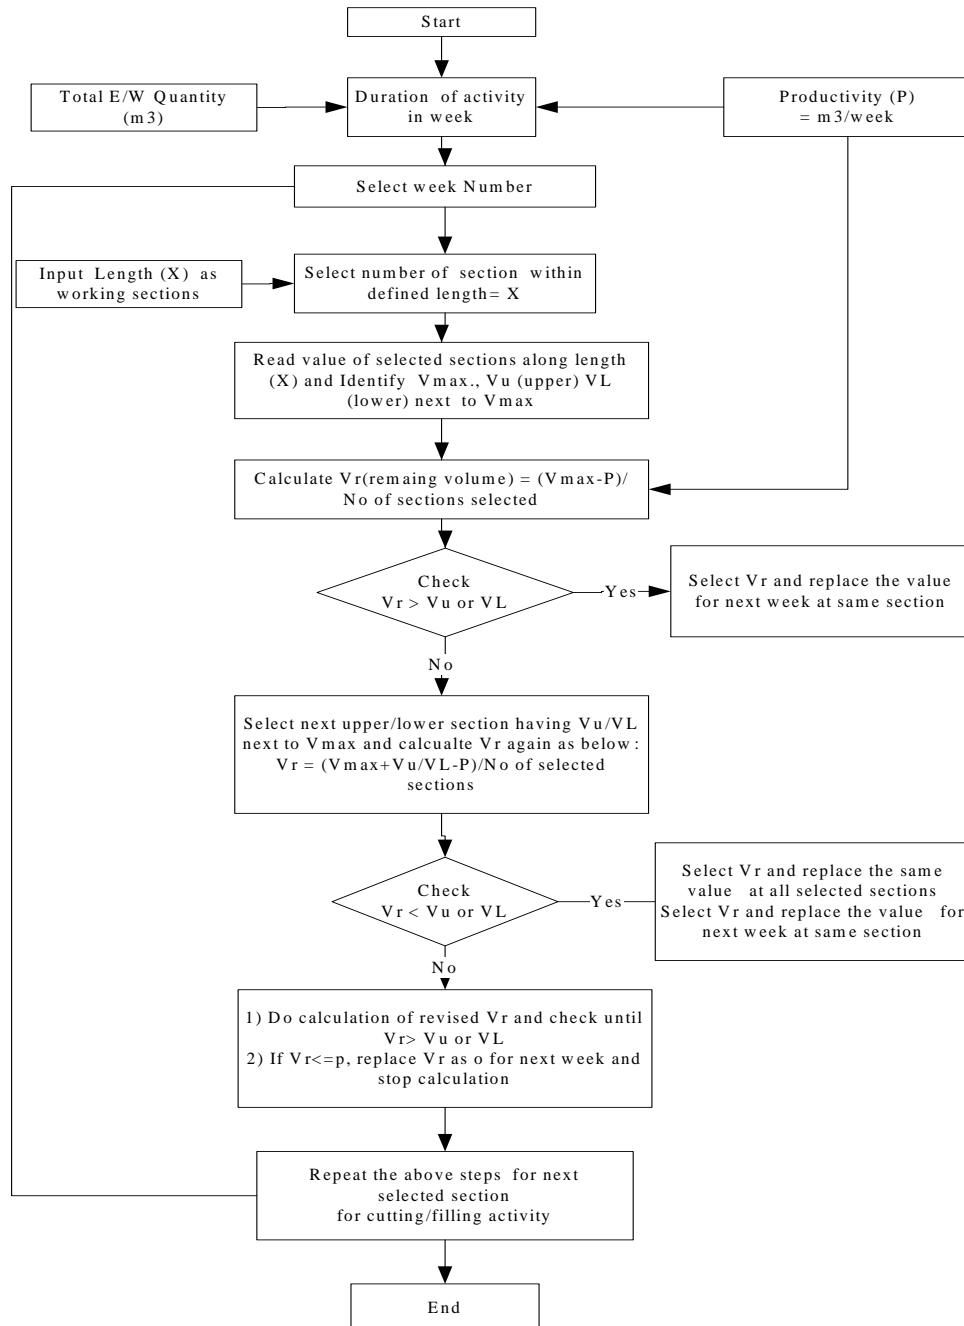 Start
Total E/W Quantity
(m3)
Duration of activity
in week
Productivity (P)
= m3/week
Select week Number
Input Length (X) as
working sections
Select number of section within
defined length= X
Read value of selected sections along length
(X) and Identify Vmax., Vu (upper) VL
(lower) next to Vmax
Calculate Vr(remaing volume) = (Vmax-P)/
No of sections selected
Check
Vr > Vu or VL
Yes
Select Vr and replace the value
for next week at same section
No
Select next upper/lower section having Vu/VL
next to Vmax and calcualte Vr again as below:
Vr = (Vmax+Vu/VL-P)/No of selected
sections
Check
Vr < Vu or VL
Yes
Select Vr and replace the same
value at all selected sections
Select Vr and replace the value for
next week at same section
No
1) Do calculation of revised Vr and check until
Vr> Vu or VL
2) If Vr<=p, replace Vr as o for next week and
stop calculation
Repeat the above steps for next
selected section
for cutting/filling activity
End